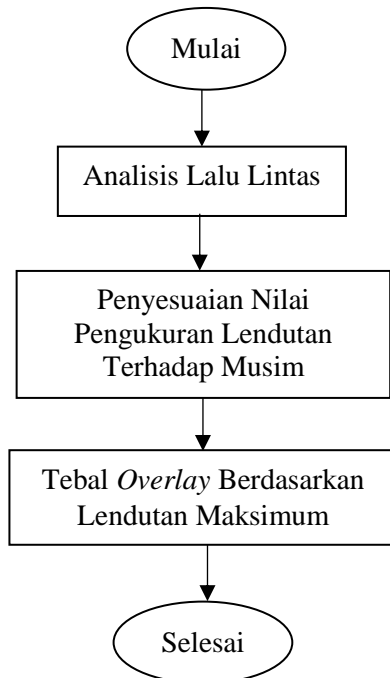 Mulai
Analisis Lalu Lintas
Penyesuaian Nilai
Pengukuran Lendutan
Terhadap Musim
Tebal Overlay Berdasarkan
Lendutan Maksimum
Selesai